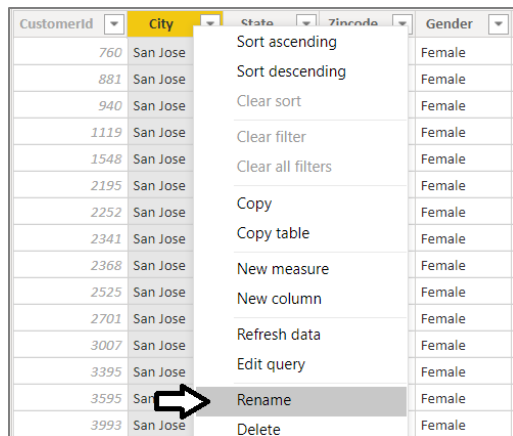 CustomerId City State Zipcode Gender
760 San Jose Sort ascending Female
881 San Jose Sort descending Female
940 San Jose Clear sort Female
1119 San Jose Clear filter Female
1548 San Jose Clear all filters Female
2195 San Jose Female
2252 San Jose Copy Female
2341 San Jose Copy table Female
2368 San Jose New measure Female
2525 San Jose New column Female
2701 San Jose Female
3007 San Jose Refresh data Female
3395 San Jose Edit query Female
3595 San Rename Female
3993 San Jose Delete Female